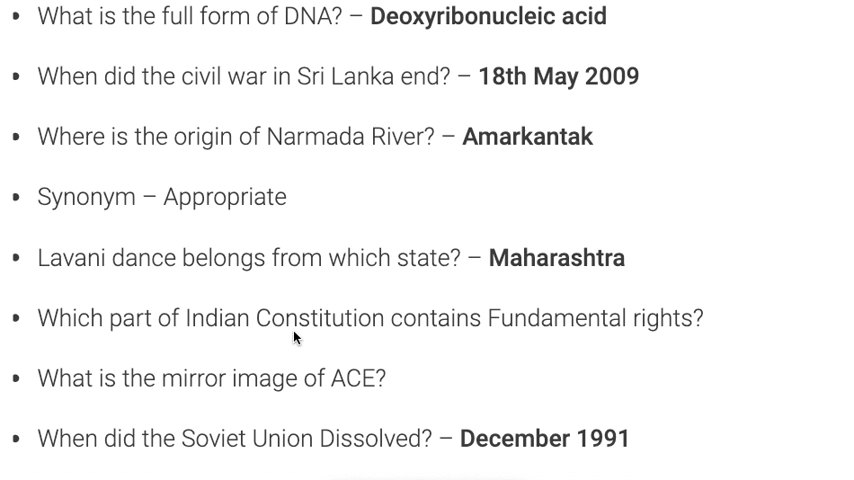 • What is the full form of DNA? – Deoxyribonucleic acid
• When did the civil war in Sri Lanka end? – 18th May 2009
• Where is the origin of Narmada River? – Amarkantak
• Synonym – Appropriate
• Lavani dance belongs from which state? – Maharashtra
• Which part of Indian Constitution contains Fundamental rights?
• What is the mirror image of ACE?
• When did the Soviet Union Dissolved? – December 1991